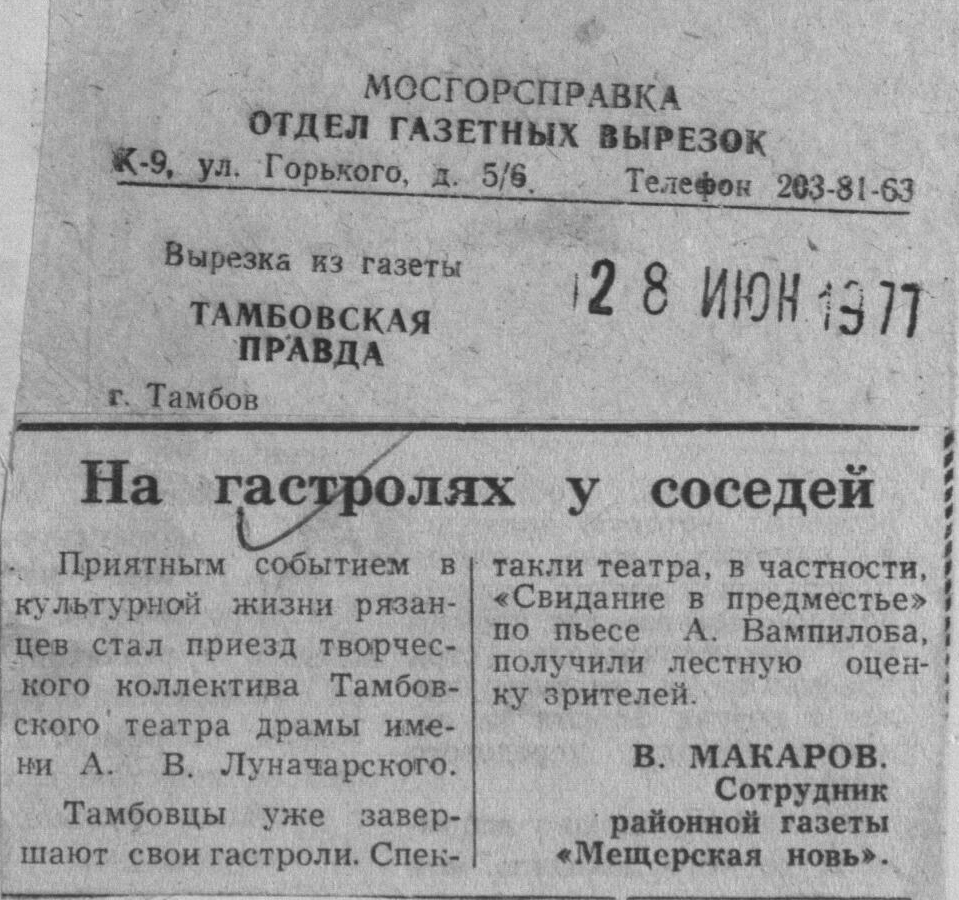 МОСГОРСПРАВКА
ОТДЕЛ ГАЗЕТНЫХ ВЫРЕЗОК
К-9, ул. Горького, д. 5/6. Телефон 203-81-63
Вырезка из газеты
ТАМБОВСКАЯ
ПРАВДА
г. Тамбов
28 ИЮН 1977
На гастролях у соседей
Приятным событием в
культурной жизни рязан-
цев стал приезд творчес-
кого коллектива Тамбов-
ского театра драмы име-
ни А. В. Луначарского.
Тамбовцы уже завер-
шают свои гастроли. Спек-
такли театра, в частности,
«Свидание в предместье»
по пьесе А. Вампилова,
получили лестную оцен-
ку зрителей.
В. МАКАРОВ.
Сотрудник
районной газеты
«Мещерская новь».